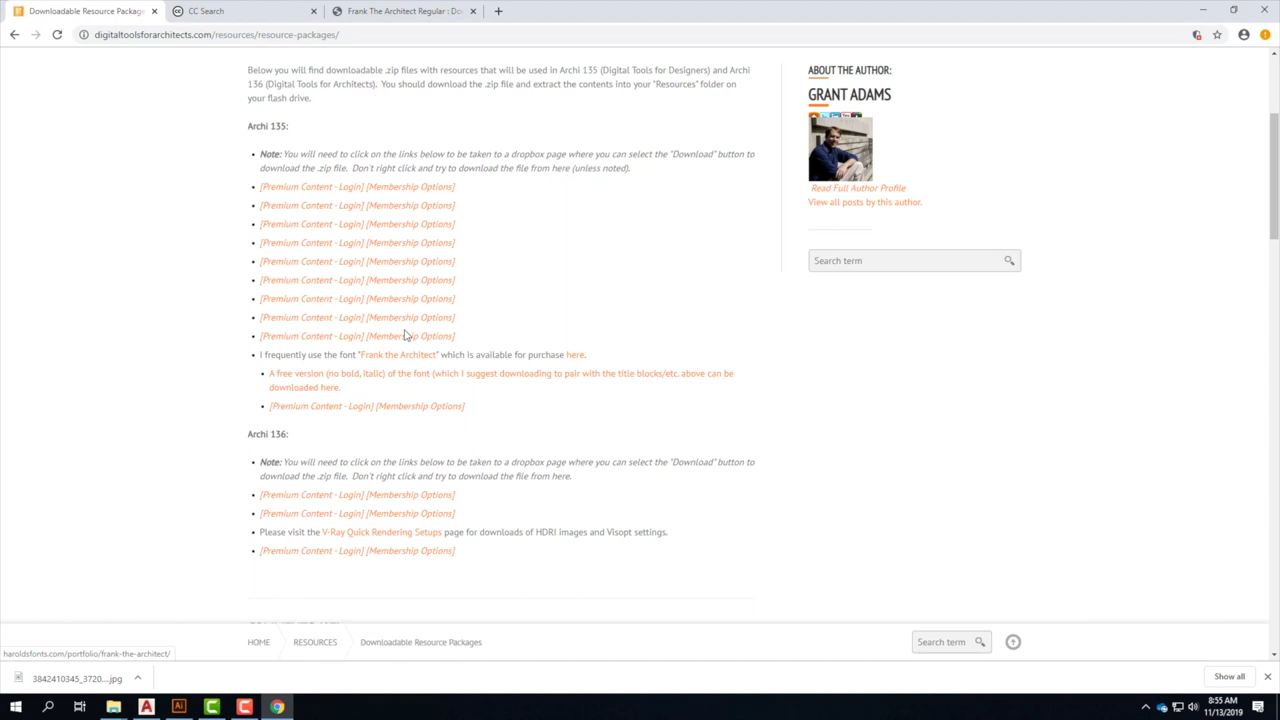 Downloadable Resource Package
CC Search
Frank The Architect Regular : Do
digitaltoolsforarchitects.com/resources/resource-packages/
Below you will find downloadable .zip files with resources that will be used in Archi 135 (Digital Tools for Designers) and Archi
136 (Digital Tools for Architects).  You should download the .zip file and extract the contents into your "Resources" folder on
your flash drive.
Archi 135:
Note: You will need to click on the links below to be taken to a dropbox page where you can select the "Download" button to
download the .zip file.  Don't right click and try to download the file from here (unless noted).
[Premium Content - Login] [Membership Options]
[Premium Content - Login] [Membership Options]
[Premium Content - Login] [Membership Options]
[Premium Content - Login] [Membership Options]
[Premium Content - Login] [Membership Options]
[Premium Content - Login] [Membership Options]
[Premium Content - Login] [Membership Options]
[Premium Content - Login] [Membership Options]
[Premium Content - Login] [Membership Options]
I frequently use the font "Frank the Architect" which is available for purchase here.
A free version (no bold, italic) of the font (which I suggest downloading to pair with the title blocks/etc. above can be
downloaded here.
[Premium Content - Login] [Membership Options]
Archi 136:
Note: You will need to click on the links below to be taken to a dropbox page where you can select the "Download" button to
download the .zip file.  Don't right click and try to download the file from here.
[Premium Content - Login] [Membership Options]
[Premium Content - Login] [Membership Options]
Please visit the V-Ray Quick Rendering Setups page for downloads of HDRI images and Visopt settings.
[Premium Content - Login] [Membership Options]
ABOUT THE AUTHOR:
GRANT ADAMS
Read Full Author Profile
View all posts by this author.
Search term
HOME
RESOURCES
Downloadable Resource Packages
Search term
haroldsfonts.com/portfolio/frank-the-architect/
3842410345_3720....jpg
Show all
8:55 AM
11/13/2019